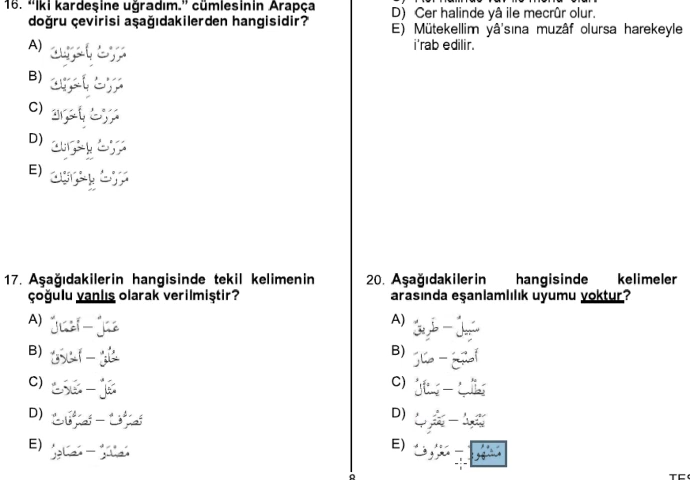 16. “İki kardeşine uğradım.” cümlesinin Arapça
doğru çevirisi aşağıdakilerden hangisidir?
A) مَرَرْتُ بِأَخَوَيْنِكَ
B) مَرَرْتُ بِأَخَوَيْكَ
C) مَرَرْتُ بِأَخَوَاكَ
D) مَرَرْتُ بِإِخْوَانِكَ
E) مَرَرْتُ بِإِخْوَانَيْكَ
17. Aşağıdakilerin hangisinde tekil kelimenin
çoğulu yanlış olarak verilmiştir?
A) عَمَلٌ – أَعْمَالٌ
B) خُلُقٌ – أَخْلَاقٌ
C) مَثَلٌ – مَثَلَاتٌ
D) تَصَرُّفٌ – تَصَرُّفَاتٌ
E) مَصْدَرٌ – مَصَادِرُ
D) Cer halinde yâ ile mecrûr olur.
E) Mütekellim yâ’sına muzâf olursa harekeyle
i’rab edilir.
20. Aşağıdakilerin hangisinde kelimeler
arasında eşanlamlılık uyumu yoktur?
A) سَبِيلٌ – طَرِيقٌ
B) أَصْبَحَ – صَارَ
C) يَطْلُبُ – يَسْأَلُ
D) يَبْتَعِدُ – يَقْتَرِبُ
E) مَشْهُورٌ – مَعْرُوفٌ
8